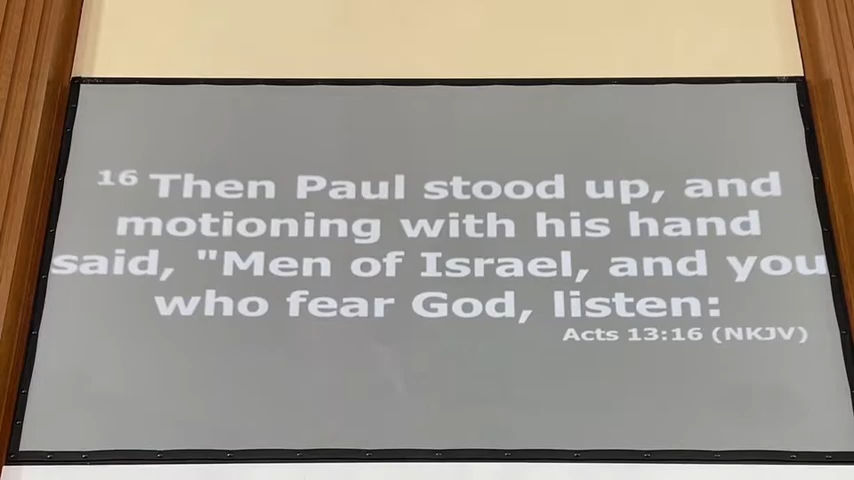 16 Then Paul stood up, and
motioning with his hand
said, "Men of Israel, and you
who fear God, listen:
Acts 13:16 (NKJV)